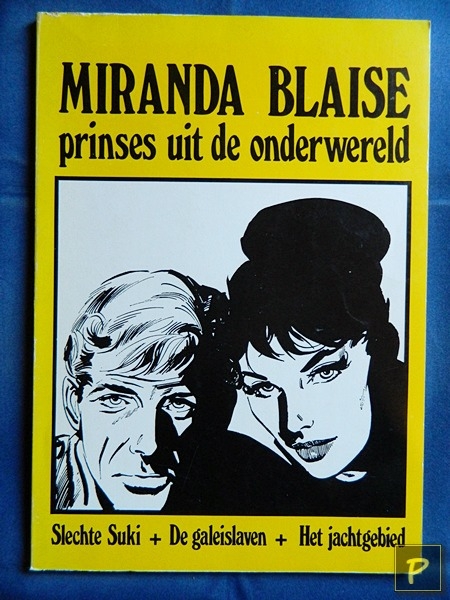 MIRANDA BLAISE
prinses uit de onderwereld
Slechte Suki + De galeislaven + Het jachtgebied
P